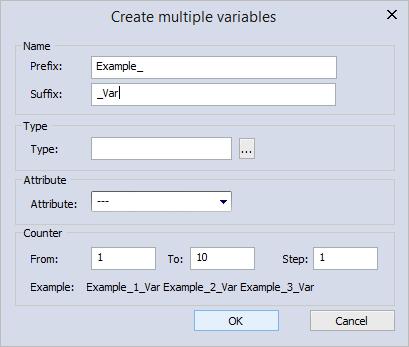 Create multiple variables
Name
Prefix: Example_
Suffix: _Var
Type
Type: ...
Attribute
Attribute: ---
Counter
From: 1 To: 10 Step: 1
Example: Example_1_Var Example_2_Var Example_3_Var
OK Cancel